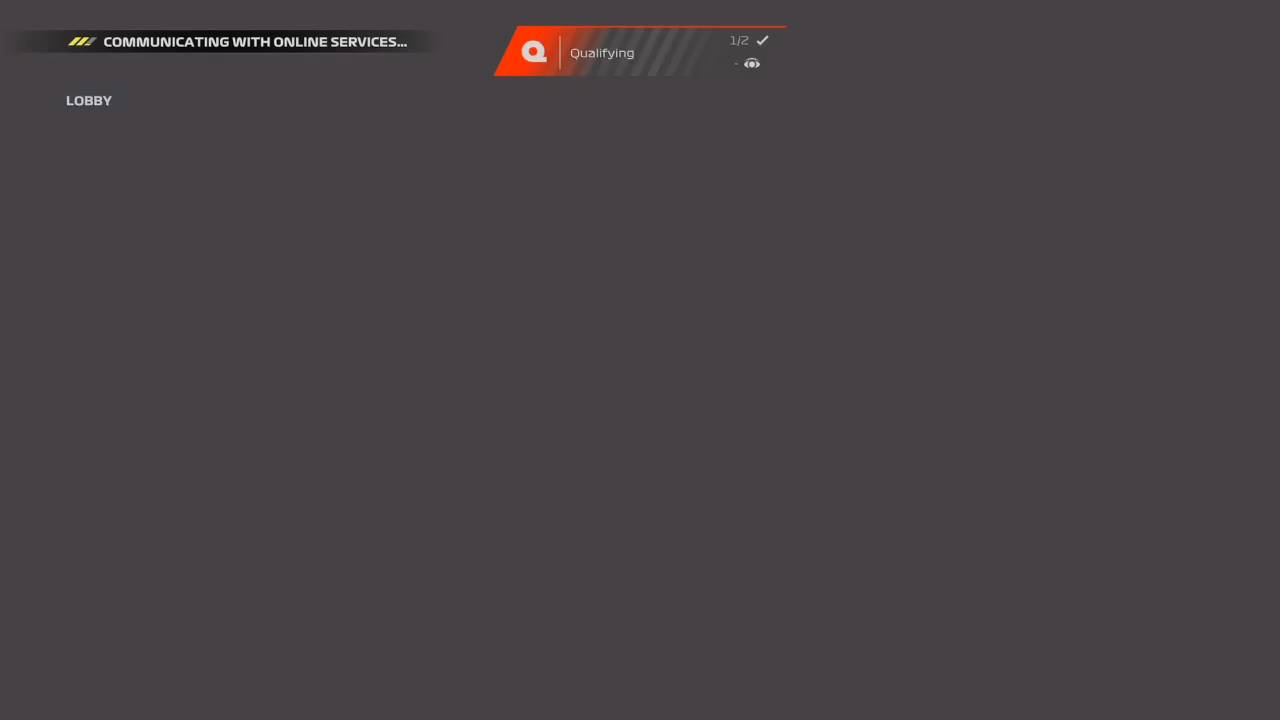 COMMUNICATING WITH ONLINE SERVICES...
Q
Qualifying
1/2
-
LOBBY